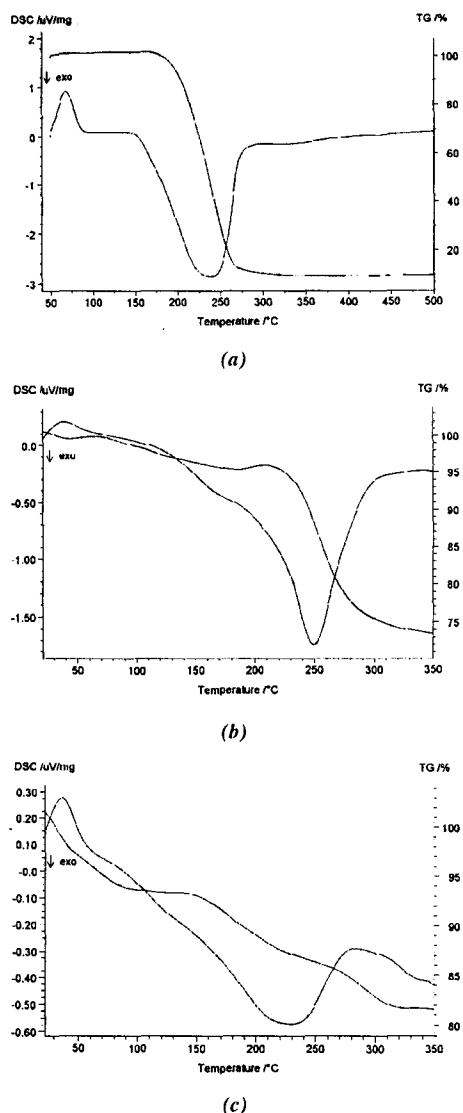 DSC /uV/mg TG /%
2 100
↓ exo
1 80
0 60
-1 40
-2 20
-3
50 100 150 200 250 300 350 400 450 500
Temperature /°C
(a)
DSC /uV/mg TG /%
0.0 100
↓ exo
95
-0.50 90
-1.00 85
80
-1.50 75
50 100 150 200 250 300 350
Temperature /°C
(b)
DSC /uV/mg TG /%
0.30
0.20 100
0.10
↓ exo
-0.0 95
-0.10
-0.20 90
-0.30
-0.40 85
-0.50
-0.60 80
50 100 150 200 250 300 350
Temperature /°C
(c)